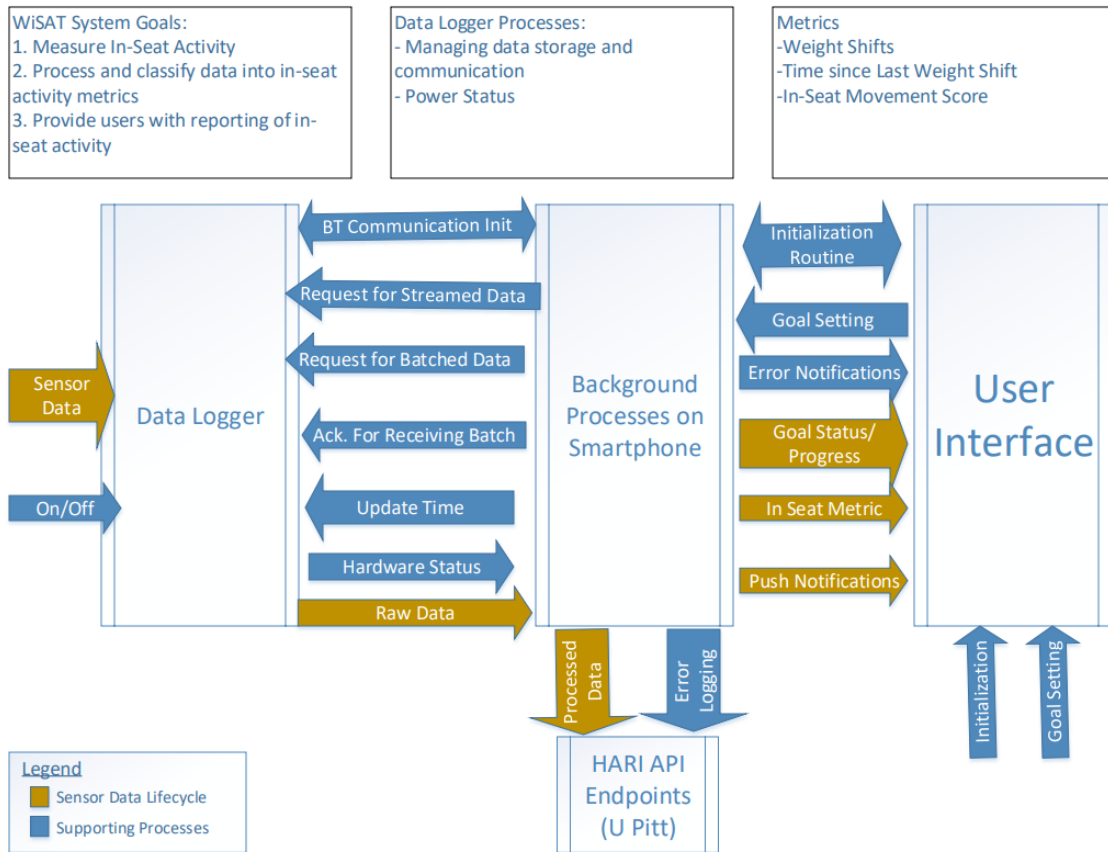 WiSAT System Goals:
1. Measure In-Seat Activity
2. Process and classify data into in-seat
activity metrics
3. Provide users with reporting of in-
seat activity
Data Logger Processes:
- Managing data storage and
communication
- Power Status
Metrics
-Weight Shifts
-Time since Last Weight Shift
-In-Seat Movement Score
Sensor
Data
On/Off
Data Logger
BT Communication Init
Request for Streamed Data
Request for Batched Data
Ack. For Receiving Batch
Update Time
Hardware Status
Raw Data
Background
Processes on
Smartphone
Initialization
Routine
Goal Setting
Error Notifications
Goal Status/
Progress
In Seat Metric
Push Notifications
User
Interface
Processed
Data
Error
Logging
Initialization
Goal Setting
HARI API
Endpoints
(U Pitt)
Legend
Sensor Data Lifecycle
Supporting Processes